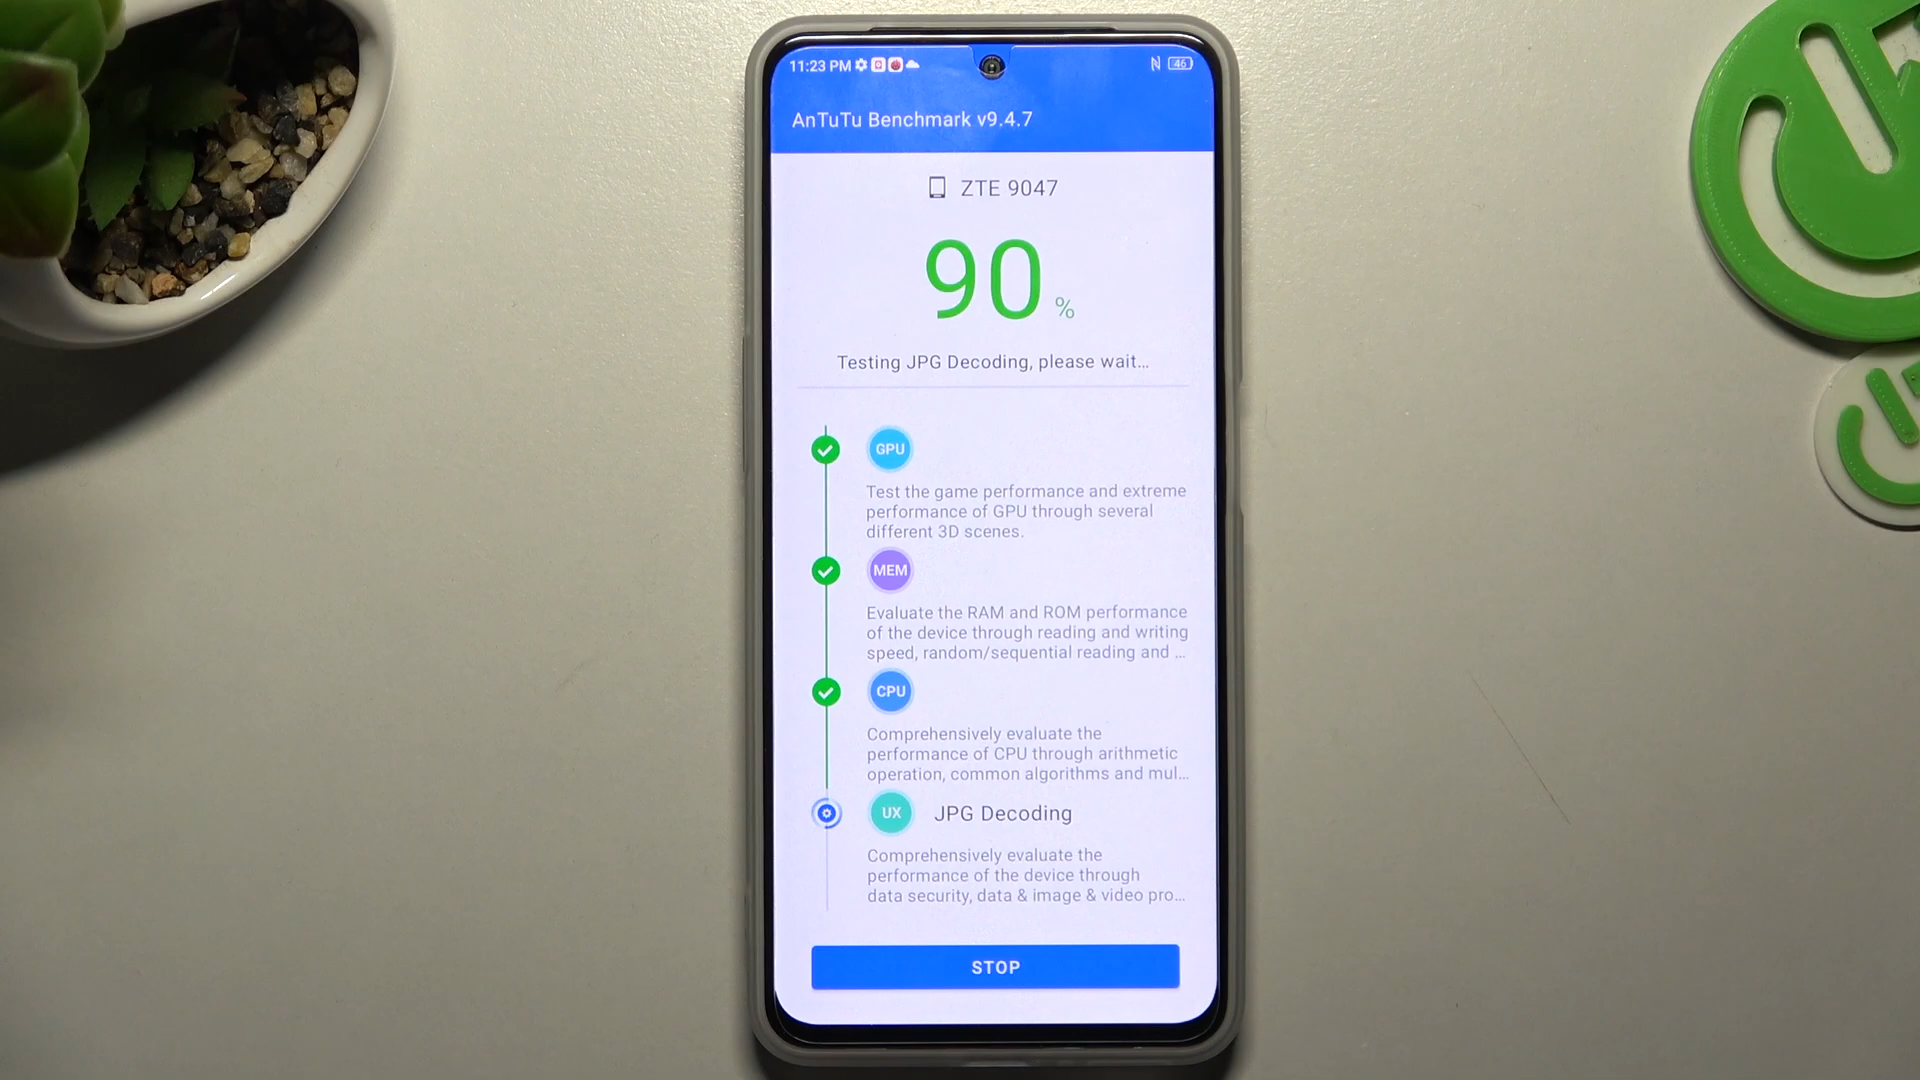 11:23 PM 46
AnTuTu Benchmark v9.4.7
ZTE 9047
90 %
Testing JPG Decoding, please wait...
GPU
Test the game performance and extreme
performance of GPU through several
different 3D scenes.
MEM
Evaluate the RAM and ROM performance
of the device through reading and writing
speed, random/sequential reading and ...
CPU
Comprehensively evaluate the
performance of CPU through arithmetic
operation, common algorithms and mul...
UX JPG Decoding
Comprehensively evaluate the
performance of the device through
data security, data & image & video pro...
STOP